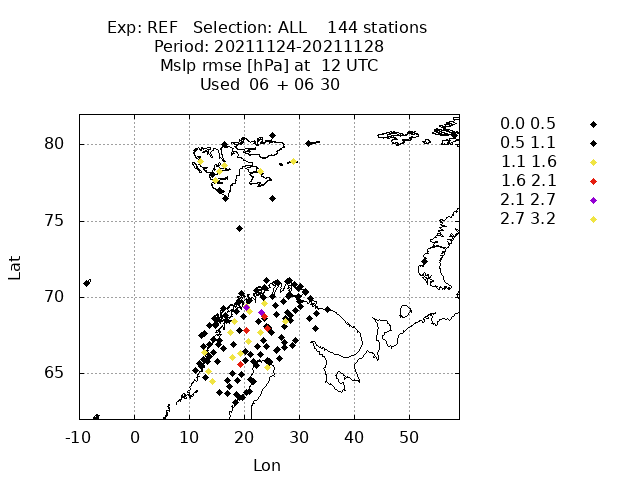 Exp: REF   Selection: ALL    144 stations
Period: 20211124-20211128
Mslp rmse [hPa] at  12 UTC
Used  06 + 06 30
0.0 0.5
0.5 1.1
1.1 1.6
1.6 2.1
2.1 2.7
2.7 3.2
80
75
70
65
Lat
-10 0 10 20 30 40 50
Lon